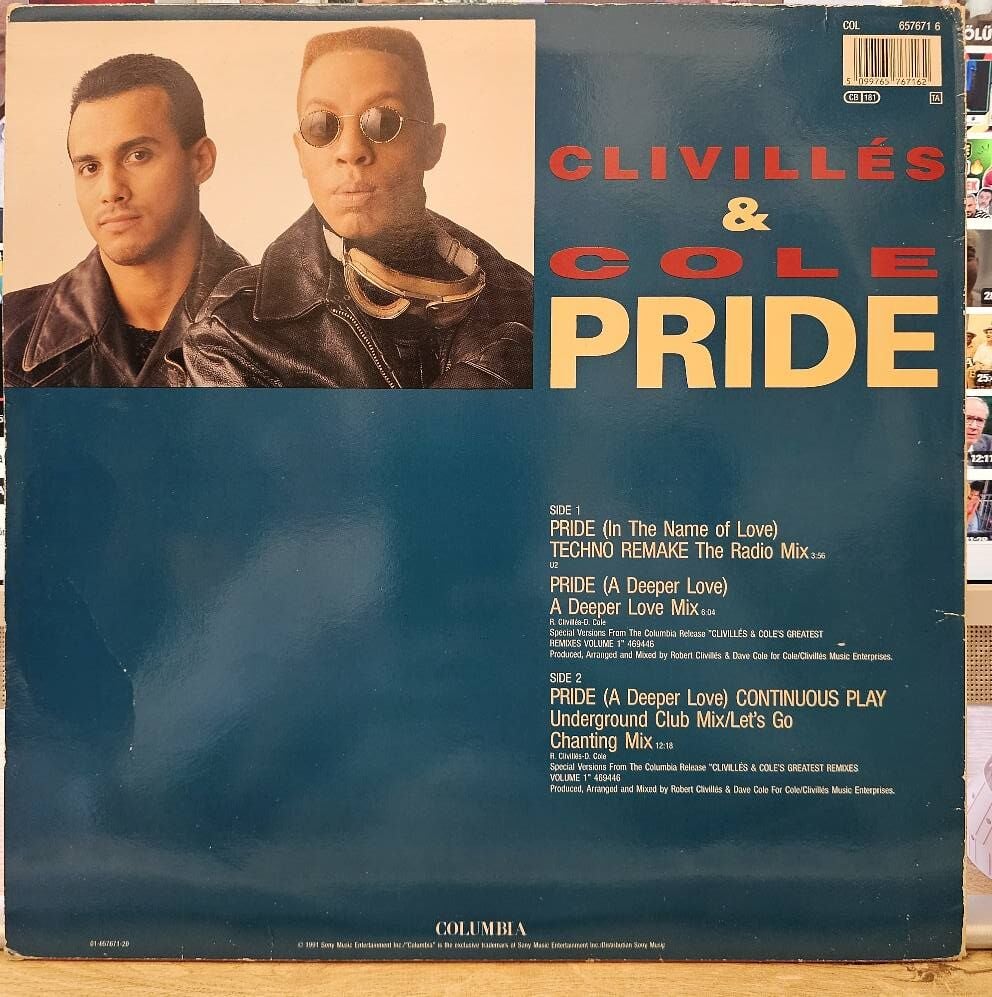 COL 657671 6
5 099765 767162
CB 181
TA
CLIVILLÉS
&
COLE
PRIDE
SIDE 1
PRIDE (In The Name of Love)
TECHNO REMAKE The Radio Mix 3:56
U2
PRIDE (A Deeper Love)
A Deeper Love Mix 6:04
R. Clivillés-D. Cole
Special Versions From The Columbia Release "CLIVILLÉS & COLE'S GREATEST
REMIXES VOLUME 1" 469446
Produced, Arranged and Mixed by Robert Clivillés & Dave Cole for Cole/Clivillés Music Enterprises.
SIDE 2
PRIDE (A Deeper Love) CONTINUOUS PLAY
Underground Club Mix/Let's Go
Chanting Mix 12:18
R. Clivillés-D. Cole
Special Versions From The Columbia Release "CLIVILLÉS & COLE'S GREATEST REMIXES
VOLUME 1" 469446
Produced, Arranged and Mixed by Robert Clivillés & Dave Cole For Cole/Clivillés Music Enterprises.
COLUMBIA
01-657671-20
© 1991 Sony Music Entertainment Inc./"Columbia" is the exclusive trademark of Sony Music Entertainment Inc./Distribution Sony Music